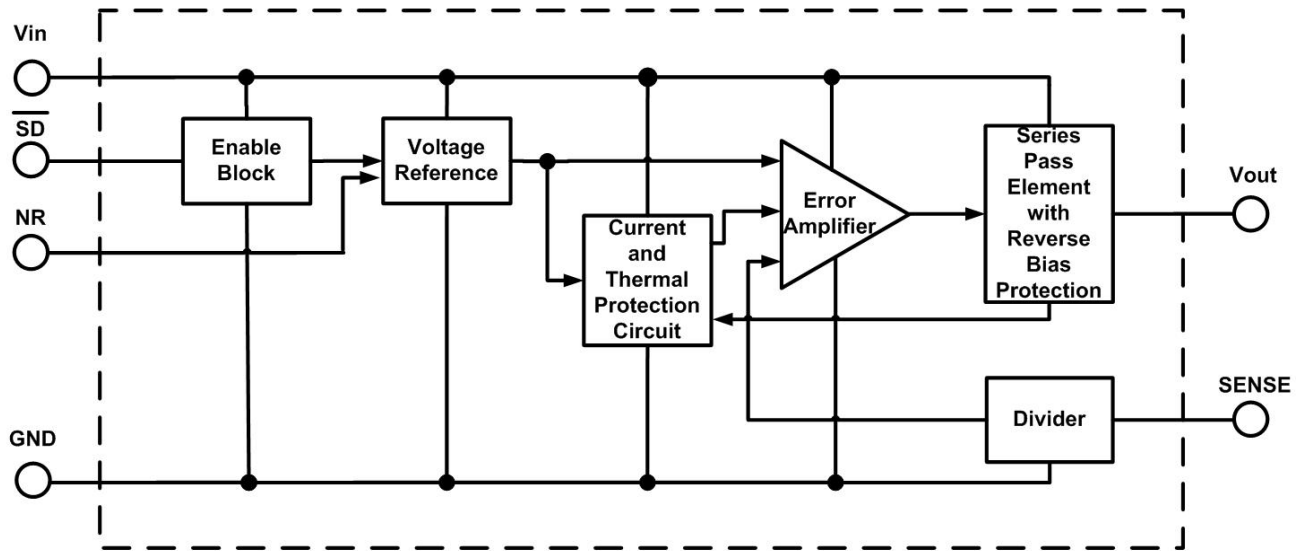 Vin
SD
Enable
Block
Voltage
Reference
NR
Current
and
Thermal
Protection
Circuit
Error
Amplifier
Series
Pass
Element
with
Reverse
Bias
Protection
Vout
GND
Divider
SENSE